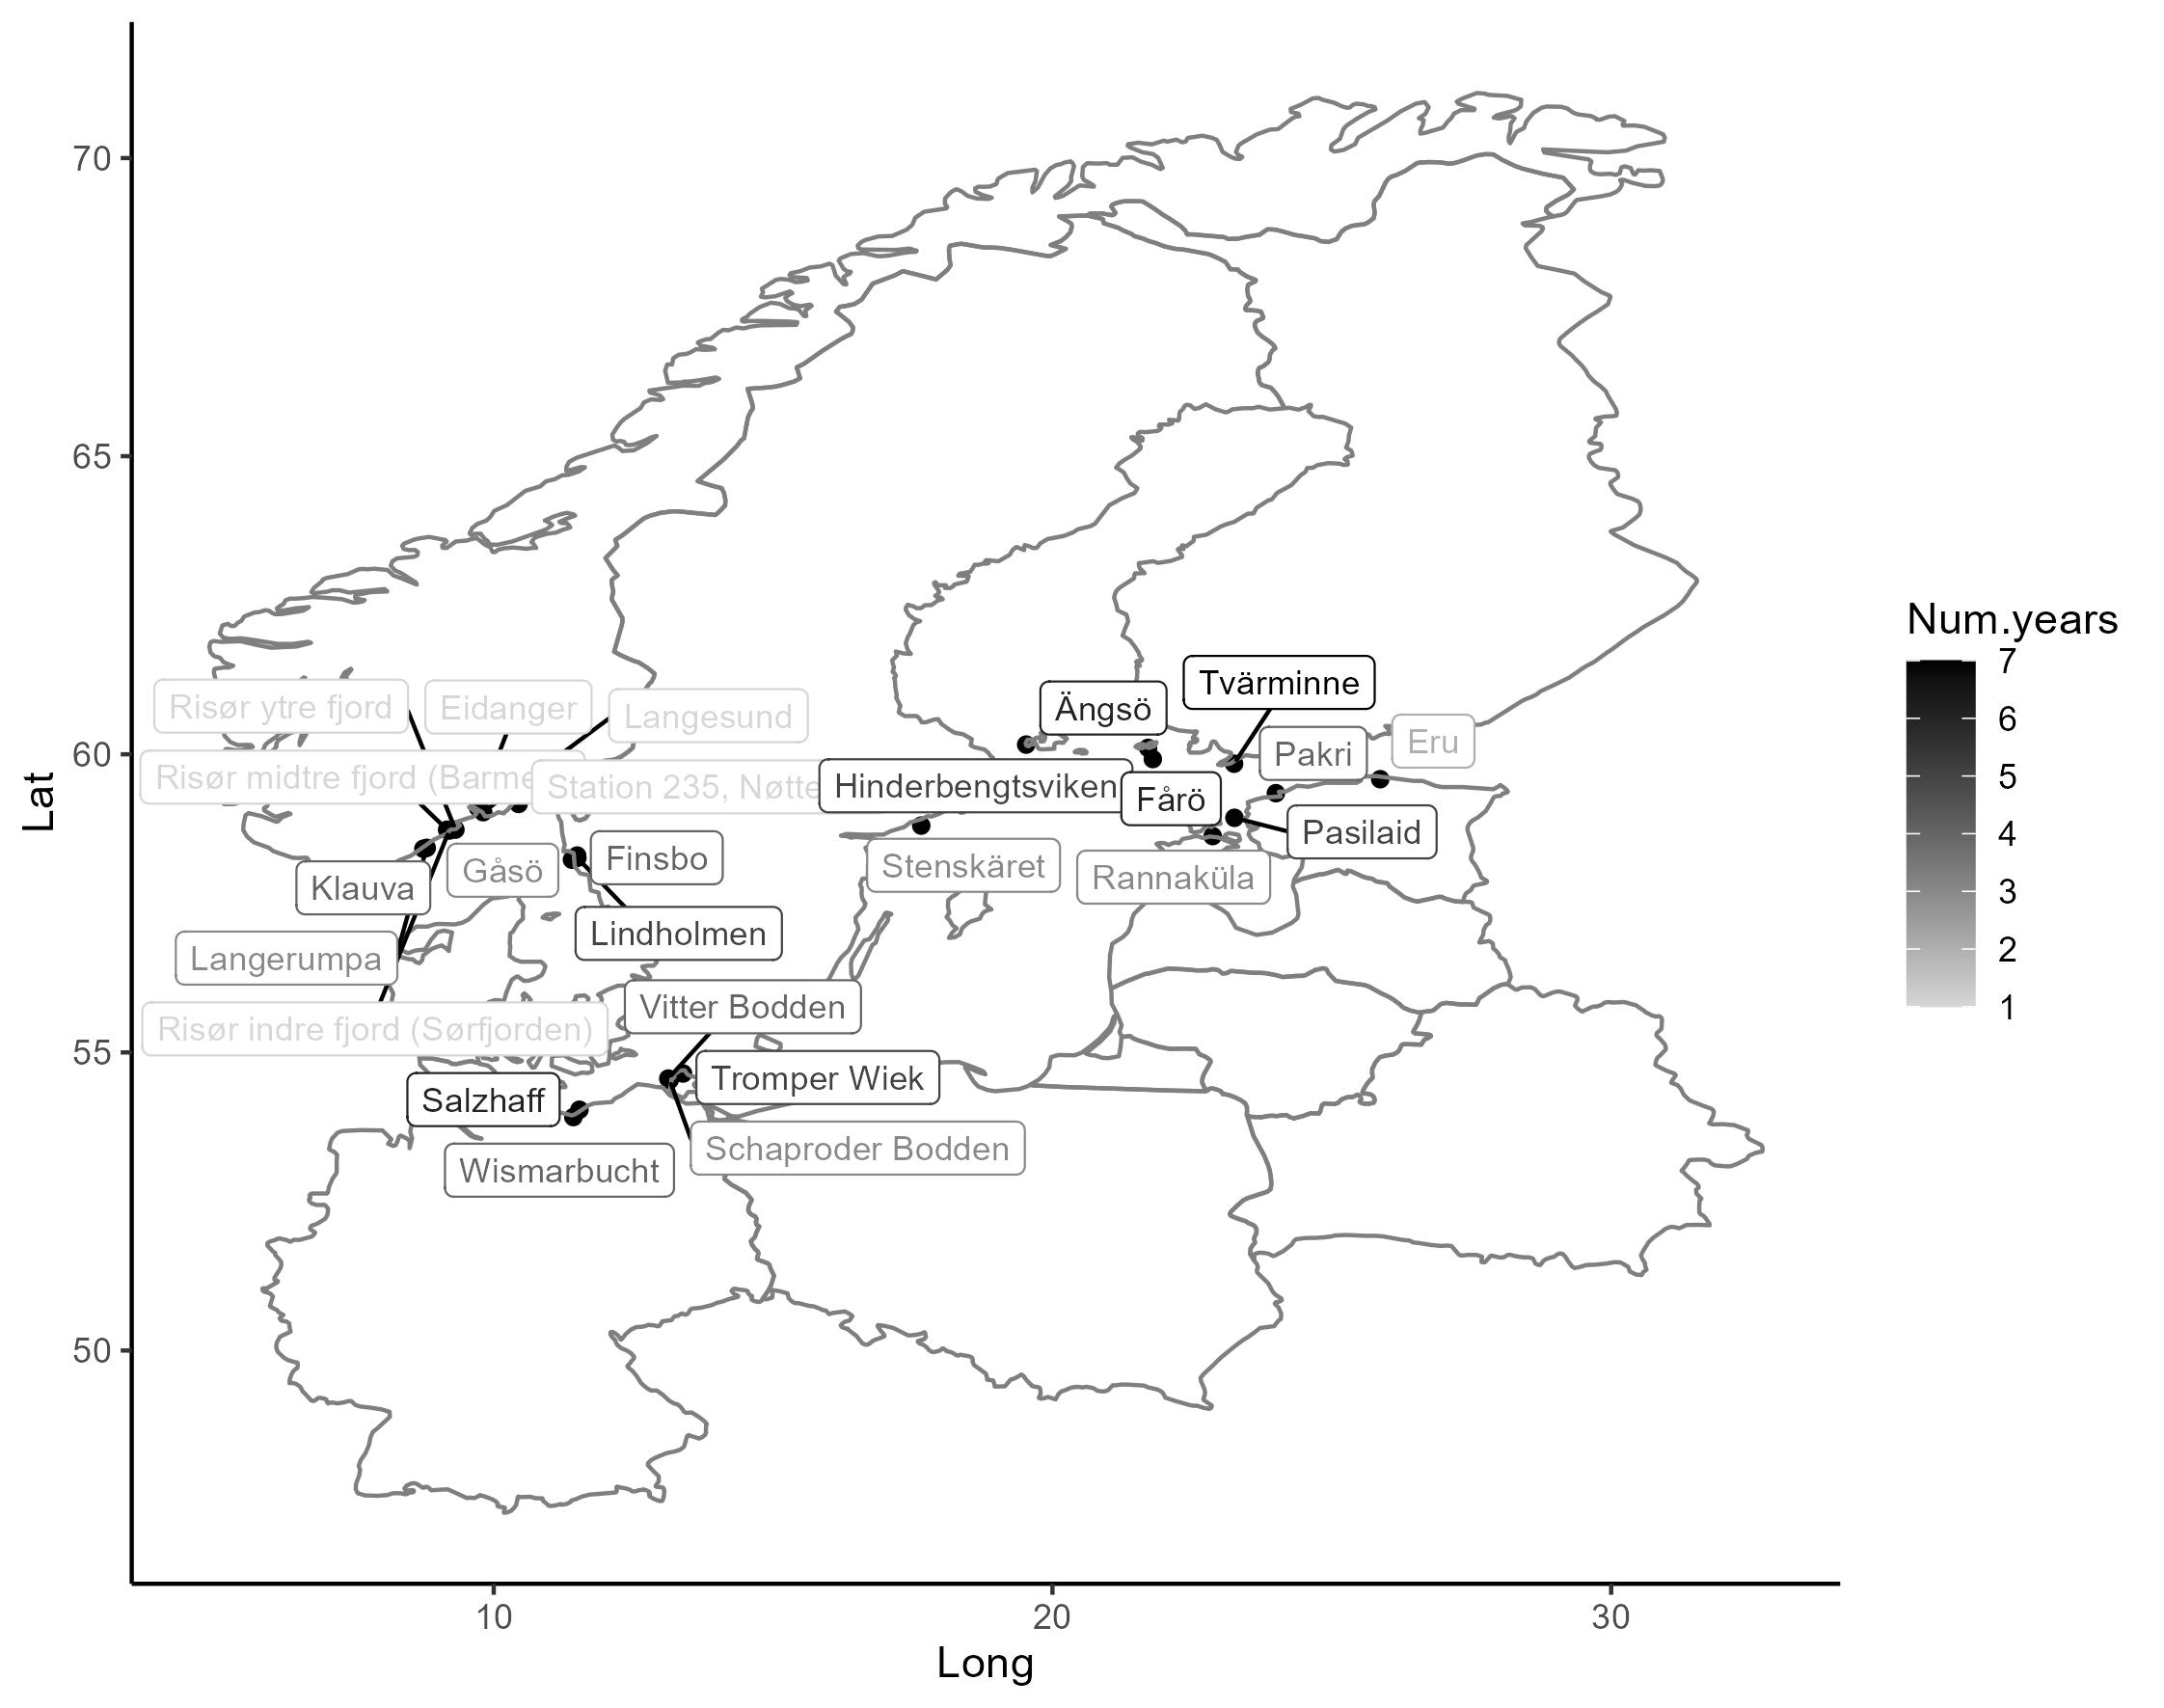 70
65
60
55
50
Lat
Tvärminne
Ängsö
Risør ytre fjord
Eidanger
Langesund
Pakri
Eru
Risør midtre fjord (Barme
Station 235, Nøtte
Hinderbengtsviken
Fårö
Pasilaid
Finsbo
Gåsö
Stenskäret
Rannaküla
Klauva
Lindholmen
Langerumpa
Vitter Bodden
Risør indre fjord (Sørfjorden)
Tromper Wiek
Salzhaff
Schaproder Bodden
Wismarbucht
10
20
30
Long
Num.years
7
6
5
4
3
2
1